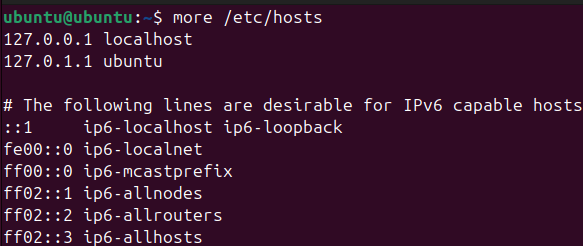 ubuntu@ubuntu:~$ more /etc/hosts
127.0.0.1 localhost
127.0.1.1 ubuntu
# The following lines are desirable for IPv6 capable hosts
::1     ip6-localhost ip6-loopback
fe00::0 ip6-localnet
ff00::0 ip6-mcastprefix
ff02::1 ip6-allnodes
ff02::2 ip6-allrouters
ff02::3 ip6-allhosts